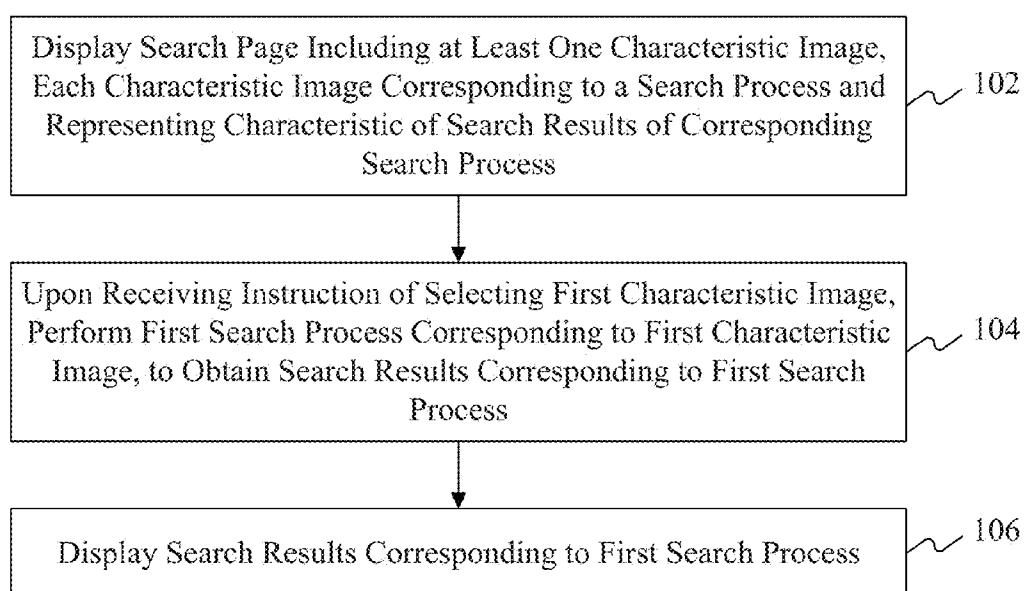 Display Search Page Including at Least One Characteristic Image,
Each Characteristic Image Corresponding to a Search Process and
Representing Characteristic of Search Results of Corresponding
Search Process
102
Upon Receiving Instruction of Selecting First Characteristic Image,
Perform First Search Process Corresponding to First Characteristic
Image, to Obtain Search Results Corresponding to First Search
Process
104
Display Search Results Corresponding to First Search Process
106